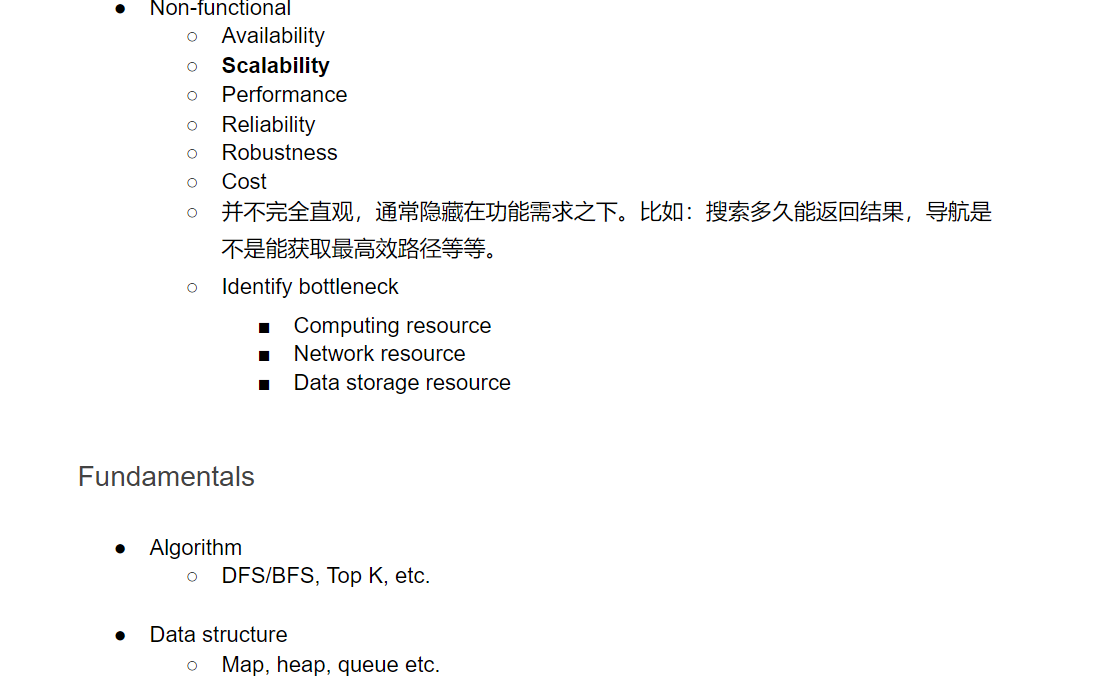 ● Non-functional
○ Availability
○ Scalability
○ Performance
○ Reliability
○ Robustness
○ Cost
○ 并不完全直观，通常隐藏在功能需求之下。比如：搜索多久能返回结果，导航是
不是能获取最高效路径等等。
○ Identify bottleneck
■ Computing resource
■ Network resource
■ Data storage resource
Fundamentals
● Algorithm
○ DFS/BFS, Top K, etc.
● Data structure
○ Map, heap, queue etc.